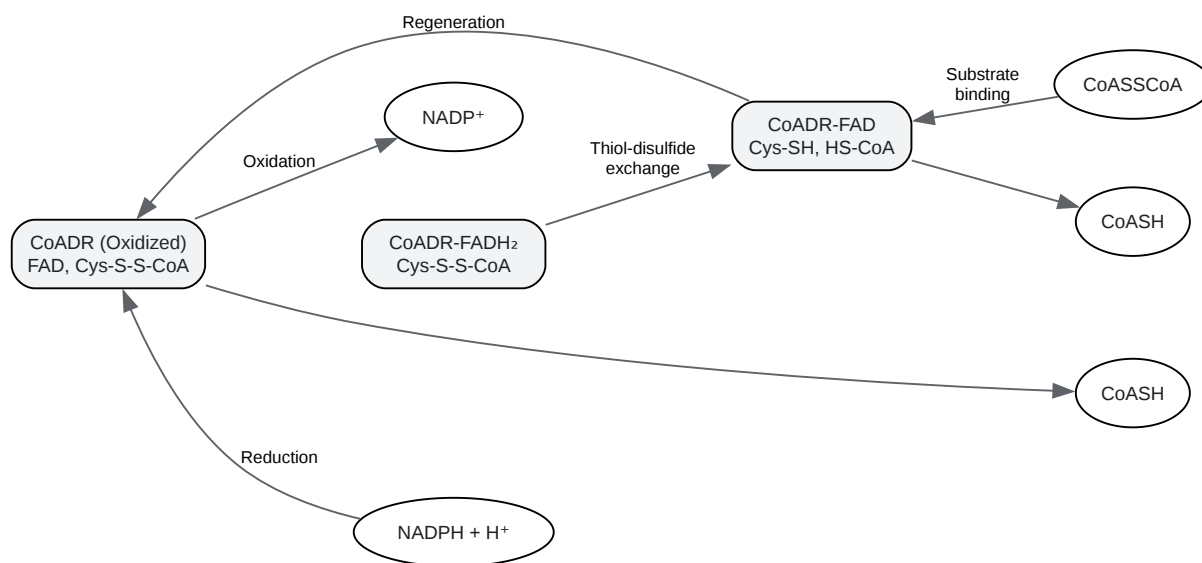 Regeneration
NADP⁺
Substrate
binding
CoASSCoA
CoADR-FAD
Cys-SH, HS-CoA
Oxidation
Thiol-disulfide
exchange
CoASH
CoADR (Oxidized)
FAD, Cys-S-S-CoA
CoADR-FADH₂
Cys-S-S-CoA
CoASH
Reduction
NADPH + H⁺